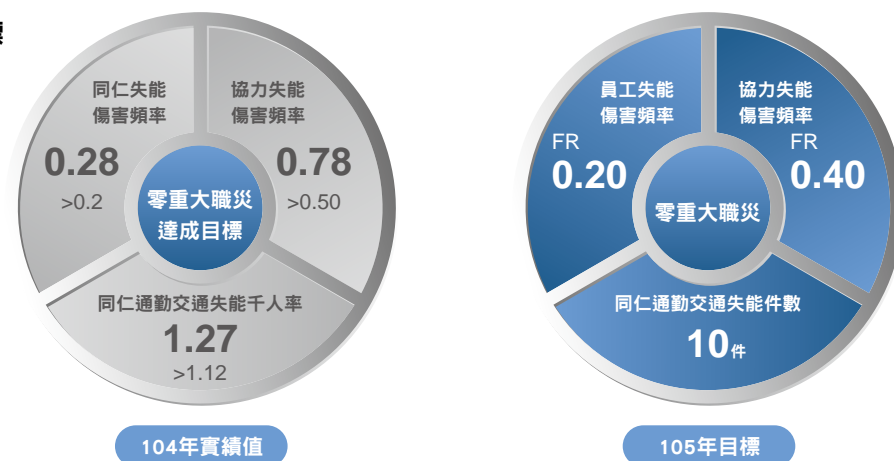 標
同仁失能
傷害頻率
0.28
>0.2
協力失能
傷害頻率
0.78
>0.50
零重大職災
達成目標
同仁通勤交通失能千人率
1.27
>1.12
104年實績值
員工失能
傷害頻率
FR
0.20
協力失能
傷害頻率
FR
0.40
零重大職災
同仁通勤交通失能件數
10件
105年目標